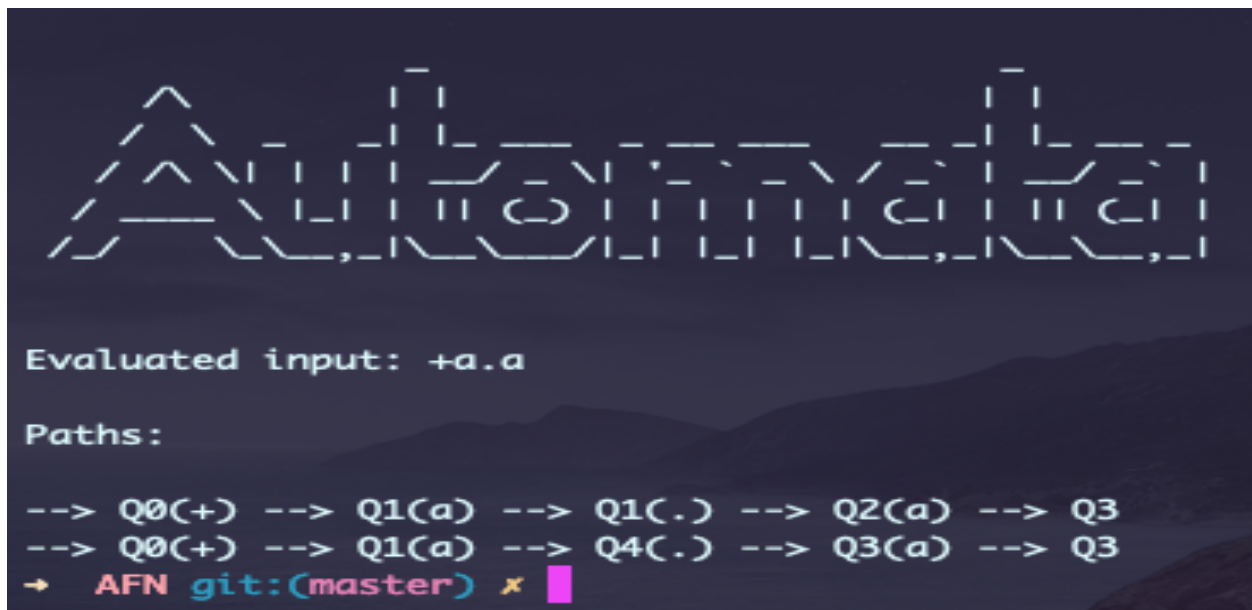 Automata
Evaluated input: +a.a
Paths:
--> Q0(+) --> Q1(a) --> Q1(.) --> Q2(a) --> Q3
--> Q0(+) --> Q1(a) --> Q4(.) --> Q3(a) --> Q3
→ AFN git:(master) ✗